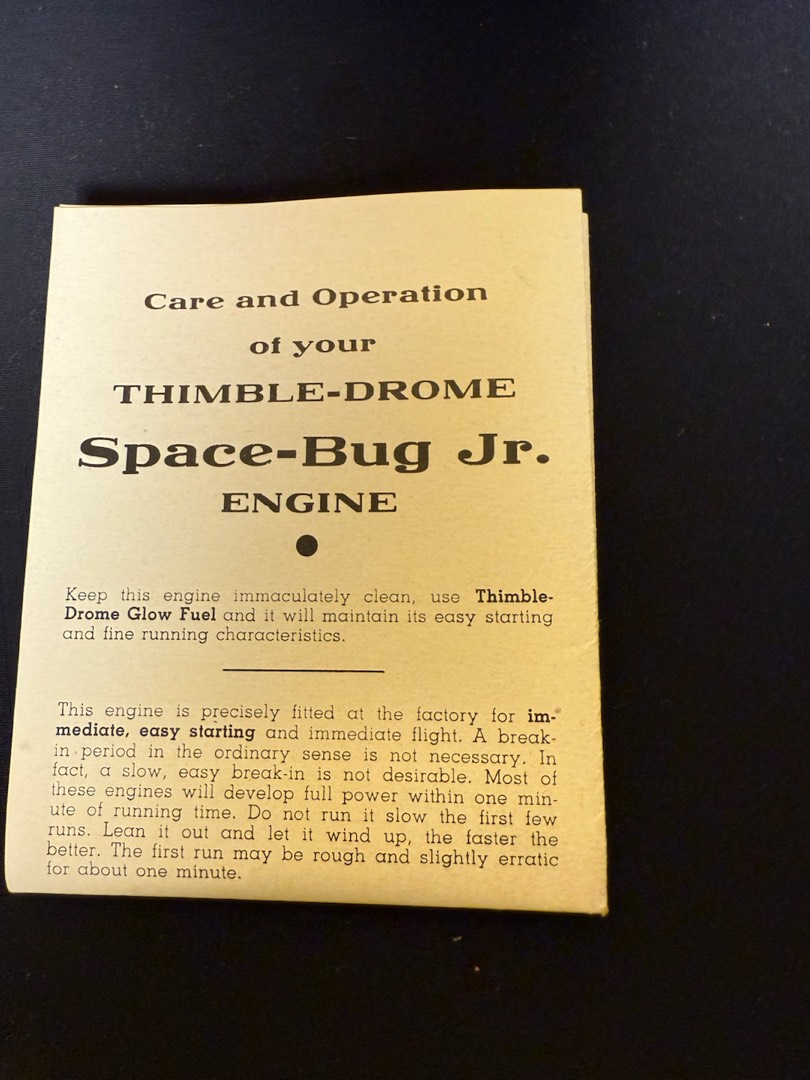 Care and Operation
of your
THIMBLE-DROME
Space-Bug Jr.
ENGINE
Keep this engine immaculately clean, use Thimble-
Drome Glow Fuel and it will maintain its easy starting
and fine running characteristics.
This engine is precisely fitted at the factory for im-
mediate, easy starting and immediate flight. A break-
in period in the ordinary sense is not necessary. In
fact, a slow, easy break-in is not desirable. Most of
these engines will develop full power within one min-
ute of running time. Do not run it slow the first few
runs. Lean it out and let it wind up, the faster the
better. The first run may be rough and slightly erratic
for about one minute.